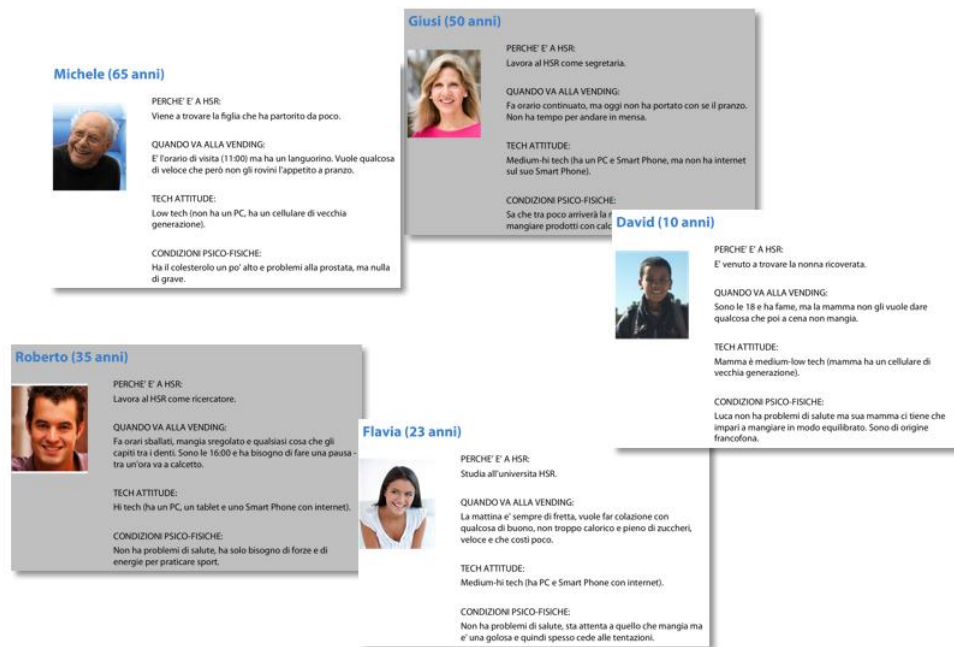 Giusi (50 anni)
PERCHE' E' A HSR:
Lavora al HSR come segretaria.
QUANDO VA ALLA VENDING:
Fa orario continuato, ma oggi non ha portato con se il pranzo.
Non ha tempo per andare in mensa.
TECH ATTITUDE:
Medium-hi tech (ha un PC e Smart Phone, ma non ha internet
sul suo Smart Phone).
CONDIZIONI PSICO-FISICHE:
Sa che tra poco arriverà la
mangiare prodotti con
Michele (65 anni)
PERCHE' E' A HSR:
Viene a trovare la figlia che ha partorito da poco.
QUANDO VA ALLA VENDING:
E' l'orario di visita (11:00) ma ha un languorino. Vuole qualcosa
di veloce che però non gli rovini l'appetito a pranzo.
TECH ATTITUDE:
Low tech (non ha un PC, ha un cellulare di vecchia
generazione).
CONDIZIONI PSICO-FISICHE:
Ha il colesterolo un po' alto e problemi alla prostata, ma nulla
di grave.
David (10 anni)
PERCHE' E' A HSR:
E' venuto a trovare la nonna ricoverata.
QUANDO VA ALLA VENDING:
Sono le 18 e ha fame, ma la mamma non gli vuole dare
qualcosa che poi a cena non mangia.
TECH ATTITUDE:
Mamma è medium-low tech (mamma ha un cellulare di
vecchia generazione).
CONDIZIONI PSICO-FISICHE:
Luca non ha problemi di salute ma sua mamma ci tiene che
impari a mangiare in modo equilibrato. Sono di origine
francofona.
Roberto (35 anni)
PERCHE' E' A HSR:
Lavora al HSR come ricercatore.
QUANDO VA ALLA VENDING:
Fa orari sballati, mangia sregolato e qualsiasi cosa che gli
capiti tra i denti. Sono le 16:00 e ha bisogno di fare una pausa -
tra un'ora va a calcetto.
TECH ATTITUDE:
Hi tech (ha un PC, un tablet e uno Smart Phone con internet).
CONDIZIONI PSICO-FISICHE:
Non ha problemi di salute, ha solo bisogno di forze e di
energie per praticare sport.
Flavia (23 anni)
PERCHE' E' A HSR:
Studia all'universita HSR.
QUANDO VA ALLA VENDING:
La mattina e' sempre di fretta, vuole far colazione con
qualcosa di buono, non troppo calorico e pieno di zuccheri,
veloce e che costi poco.
TECH ATTITUDE:
Medium-hi tech (ha PC e Smart Phone con internet).
CONDIZIONI PSICO-FISICHE:
Non ha problemi di salute, sta attenta a quello che mangia ma
e' una golosa e quindi spesso cede alle tentazioni.